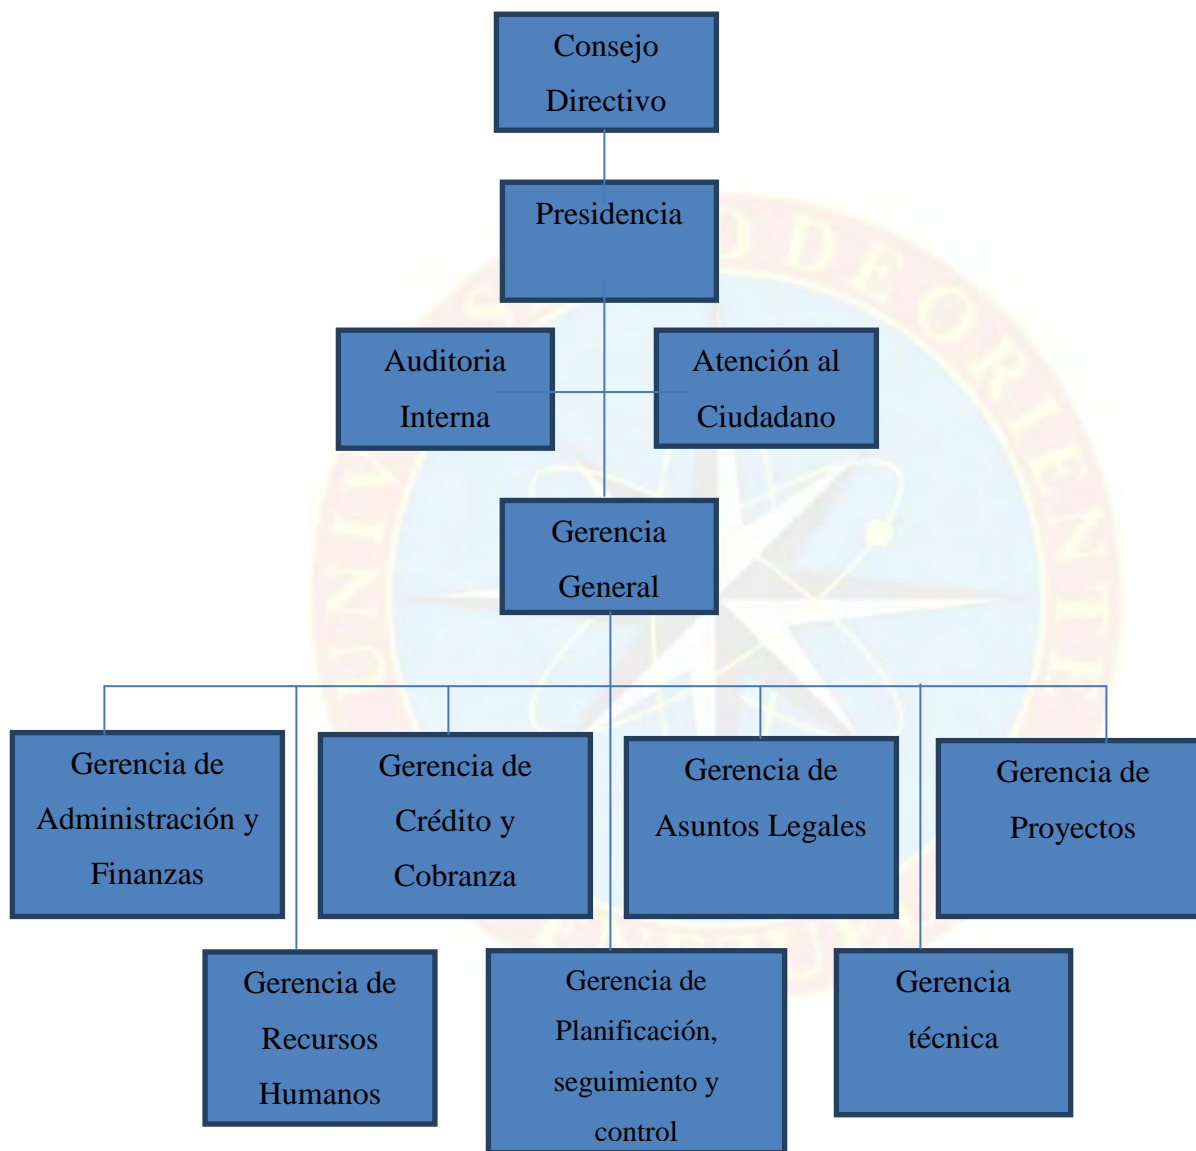 Consejo
Directivo
Presidencia
Auditoria
Interna
Atención al
Ciudadano
Gerencia
General
Gerencia de
Administración y
Finanzas
Gerencia de
Crédito y
Cobranza
Gerencia de
Asuntos Legales
Gerencia de
Proyectos
Gerencia de
Recursos
Humanos
Gerencia de
Planificación,
seguimiento y
control
Gerencia
técnica